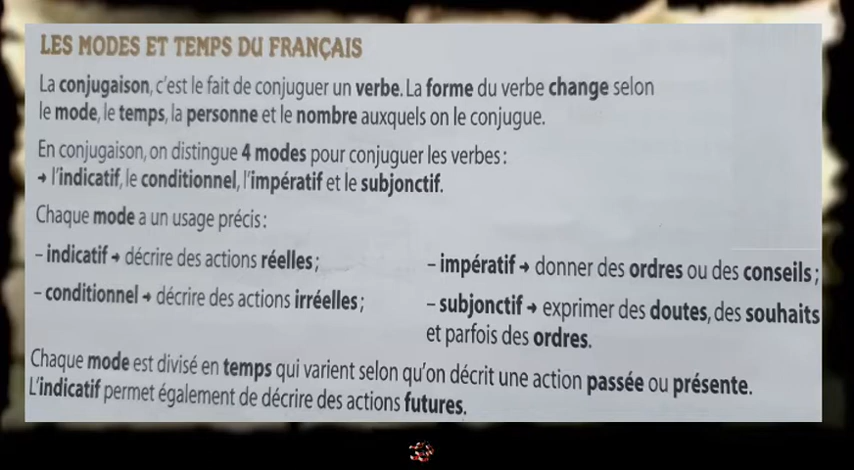 LES MODES ET TEMPS DU FRANÇAIS
La conjugaison, c'est le fait de conjuguer un verbe. La forme du verbe change selon
le mode, le temps, la personne et le nombre auxquels on le conjugue.
En conjugaison, on distingue 4 modes pour conjuguer les verbes :
→ l'indicatif, le conditionnel, l'impératif et le subjonctif.
Chaque mode a un usage précis :
– indicatif → décrire des actions réelles ;
– conditionnel → décrire des actions irréelles ;
– impératif → donner des ordres ou des conseils ;
– subjonctif → exprimer des doutes, des souhaits
et parfois des ordres.
Chaque mode est divisé en temps qui varient selon qu'on décrit une action passée ou présente.
L'indicatif permet également de décrire des actions futures.